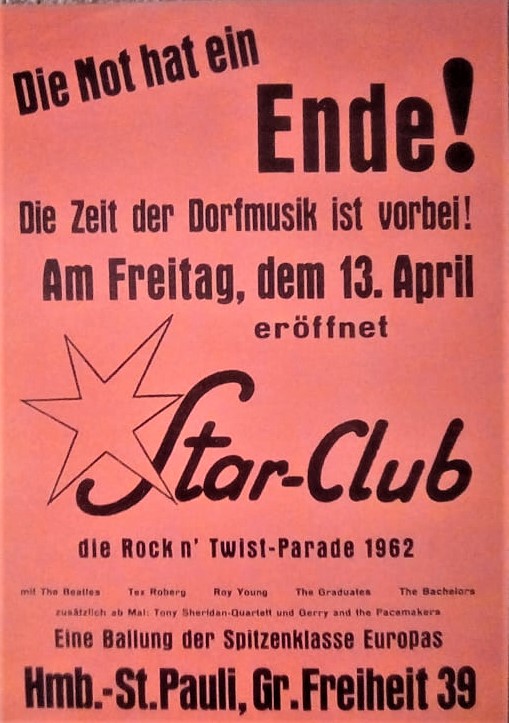 Die Not hat ein
Ende!
Die Zeit der Dorfmusik ist vorbei!
Am Freitag, dem 13. April
eröffnet
Star-Club
die Rock n' Twist-Parade 1962
mit The Beatles Tex Roberg Roy Young The Graduates The Bachelors
zusätzlich ab Mai: Tony Sheridan-Quartett und Gerry and the Pacemakers
Eine Ballung der Spitzenklasse Europas
Hmb.-St. Pauli, Gr. Freiheit 39